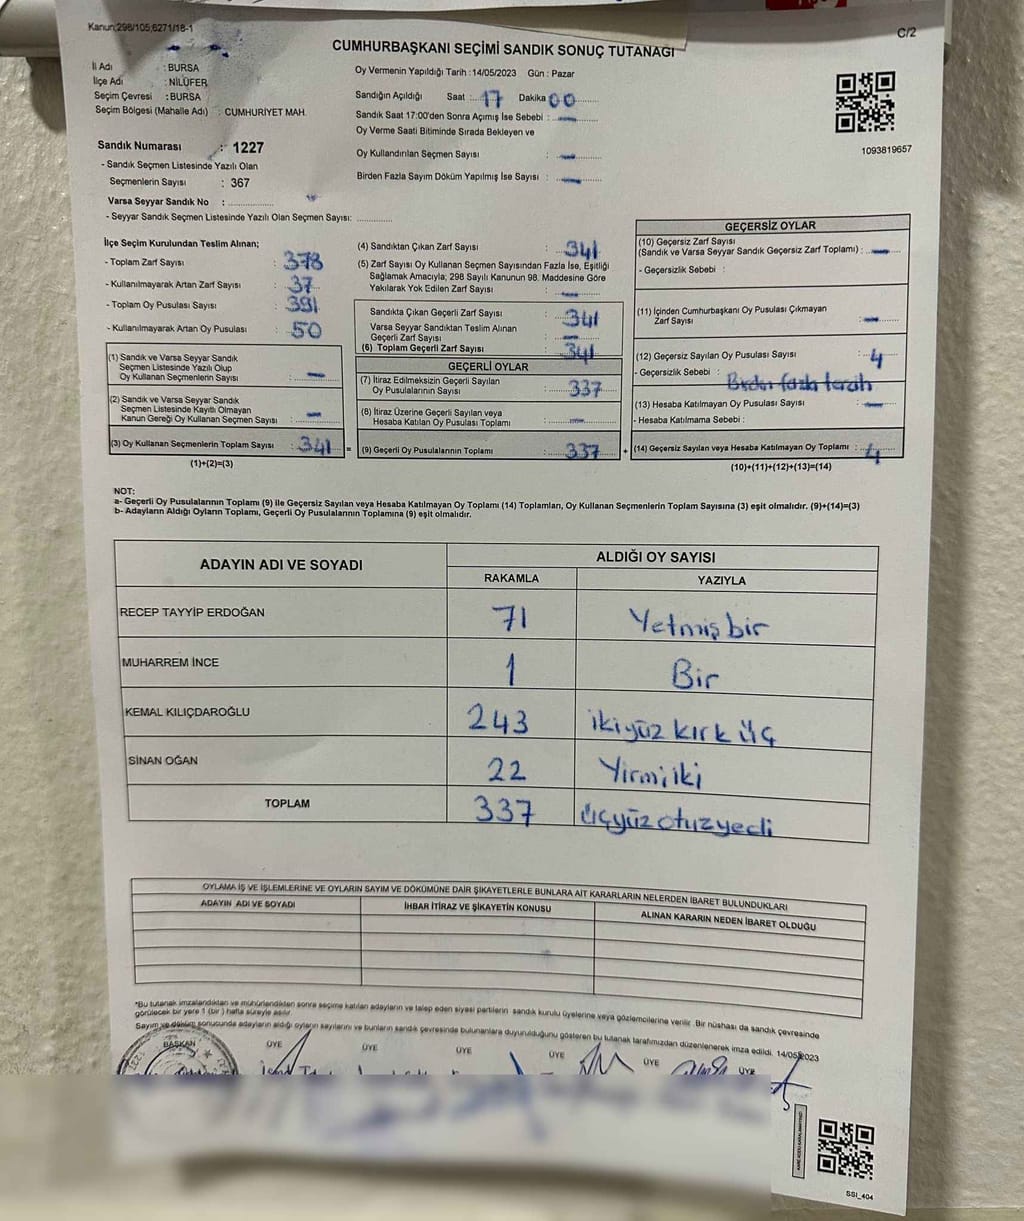 Kanun;298/105;6271/18-1
C/2
CUMHURBAŞKANI SEÇİMİ SANDIK SONUÇ TUTANAĞI
İl Adı : BURSA
İlçe Adı : NİLÜFER
Seçim Çevresi : BURSA
Seçim Bölgesi (Mahalle Adı) : CUMHURİYET MAH.
Oy Vermenin Yapıldığı Tarih :14/05/2023 Gün : Pazar
Sandığın Açıldığı Saat :..17 Dakika 00
Sandık Saat 17:00'den Sonra Açımış İse Sebebi : —
Oy Verme Saati Bitiminde Sırada Bekleyen ve
Oy Kullandırılan Seçmen Sayısı : —
Birden Fazla Sayım Döküm Yapılmış İse Sayısı : —
1093819657
Sandık Numarası : 1227
- Sandık Seçmen Listesinde Yazılı Olan
Seçmenlerin Sayısı : 367
Varsa Seyyar Sandık No :
- Seyyar Sandık Seçmen Listesinde Yazılı Olan Seçmen Sayısı:
İlçe Seçim Kurulundan Teslim Alınan;
- Toplam Zarf Sayısı : 378
- Kullanılmayarak Artan Zarf Sayısı : 37
- Toplam Oy Pusulası Sayısı : 391
- Kullanılmayarak Artan Oy Pusulası : 50
(1) Sandık ve Varsa Seyyar Sandık
Seçmen Listesinde Yazılı Olup
Oy Kullanan Seçmenlerin Sayısı : —
(2) Sandık ve Varsa Seyyar Sandık
Seçmen Listesinde Kayıtlı Olmayan
Kanun Gereği Oy Kullanan Seçmen Sayısı : —
(3) Oy Kullanan Seçmenlerin Toplam Sayısı : 341 =
(1)+(2)=(3)
(4) Sandıktan Çıkan Zarf Sayısı : 341
(5) Zarf Sayısı Oy Kullanan Seçmen Sayısından Fazla İse, Eşitliği
Sağlamak Amacıyla; 298 Sayılı Kanunun 98. Maddesine Göre
Yakılarak Yok Edilen Zarf Sayısı : —
Sandıkta Çıkan Geçerli Zarf Sayısı : 341
Varsa Seyyar Sandıktan Teslim Alınan
Geçerli Zarf Sayısı : —
(6) Toplam Geçerli Zarf Sayısı : 341
GEÇERLİ OYLAR
(7) İtiraz Edilmeksizin Geçerli Sayılan
Oy Pusulalarının Sayısı : 337
(8) İtiraz Üzerine Geçerli Sayılan veya
Hesaba Katılan Oy Pusulası Toplamı : —
(9) Geçerli Oy Pusulalarının Toplamı : 337 +
GEÇERSİZ OYLAR
(10) Geçersiz Zarf Sayısı
(Sandık ve Varsa Seyyar Sandık Geçersiz Zarf Toplamı) : —
- Geçersizlik Sebebi :
(11) İçinden Cumhurbaşkanı Oy Pusulası Çıkmayan
Zarf Sayısı : —
(12) Geçersiz Sayılan Oy Pusulası Sayısı : 4
- Geçersizlik Sebebi : Birden fazla tercih
(13) Hesaba Katılmayan Oy Pusulası Sayısı : —
- Hesaba Katılmama Sebebi :
(14) Geçersiz Sayılan veya Hesaba Katılmayan Oy Toplamı : 4
(10)+(11)+(12)+(13)=(14)
NOT:
a- Geçerli Oy Pusulalarının Toplamı (9) ile Geçersiz Sayılan veya Hesaba Katılmayan Oy Toplamı (14) Toplamları, Oy Kullanan Seçmenlerin Toplam Sayısına (3) eşit olmalıdır. (9)+(14)=(3)
b- Adayların Aldığı Oyların Toplamı, Geçerli Oy Pusulalarının Toplamına (9) eşit olmalıdır.
ADAYIN ADI VE SOYADI
ALDIĞI OY SAYISI
RAKAMLA YAZIYLA
RECEP TAYYİP ERDOĞAN 71 Yetmişbir
MUHARREM İNCE 1 Bir
KEMAL KILIÇDAROĞLU 243 ikiyüz kırk üç
SİNAN OĞAN 22 Yirmiiki
TOPLAM 337 üçyüzotuzyedi
OYLAMA İŞ VE İŞLEMLERİNE VE OYLARIN SAYIM VE DÖKÜMÜNE DAİR ŞİKAYETLERLE BUNLARA AİT KARARLARIN NELERDEN İBARET BULUNDUKLARI
ADAYIN ADI VE SOYADI İHBAR İTİRAZ VE ŞİKAYETİN KONUSU ALINAN KARARIN NEDEN İBARET OLDUĞU
*Bu tutanak imzalandıktan ve mühürlendikten sonra seçime katılan adayların ve talep eden siyasi partilerin sandık kurulu üyelerine veya gözlemcilerine verilir. Bir nüshası da sandık çevresinde
görülecek bir yere 1 (bir) hafta süreyle asılır.
Sayım ve döküm sonucunda adayların aldığı oyların sayılarını ve bunların sandık çevresinde bulunanlara duyurulduğunu gösteren bu tutanak tarafımızdan düzenlenerek imza edildi. 14/05/2023
BAŞKAN ÜYE ÜYE ÜYE ÜYE ÜYE ÜYE
SSI_404